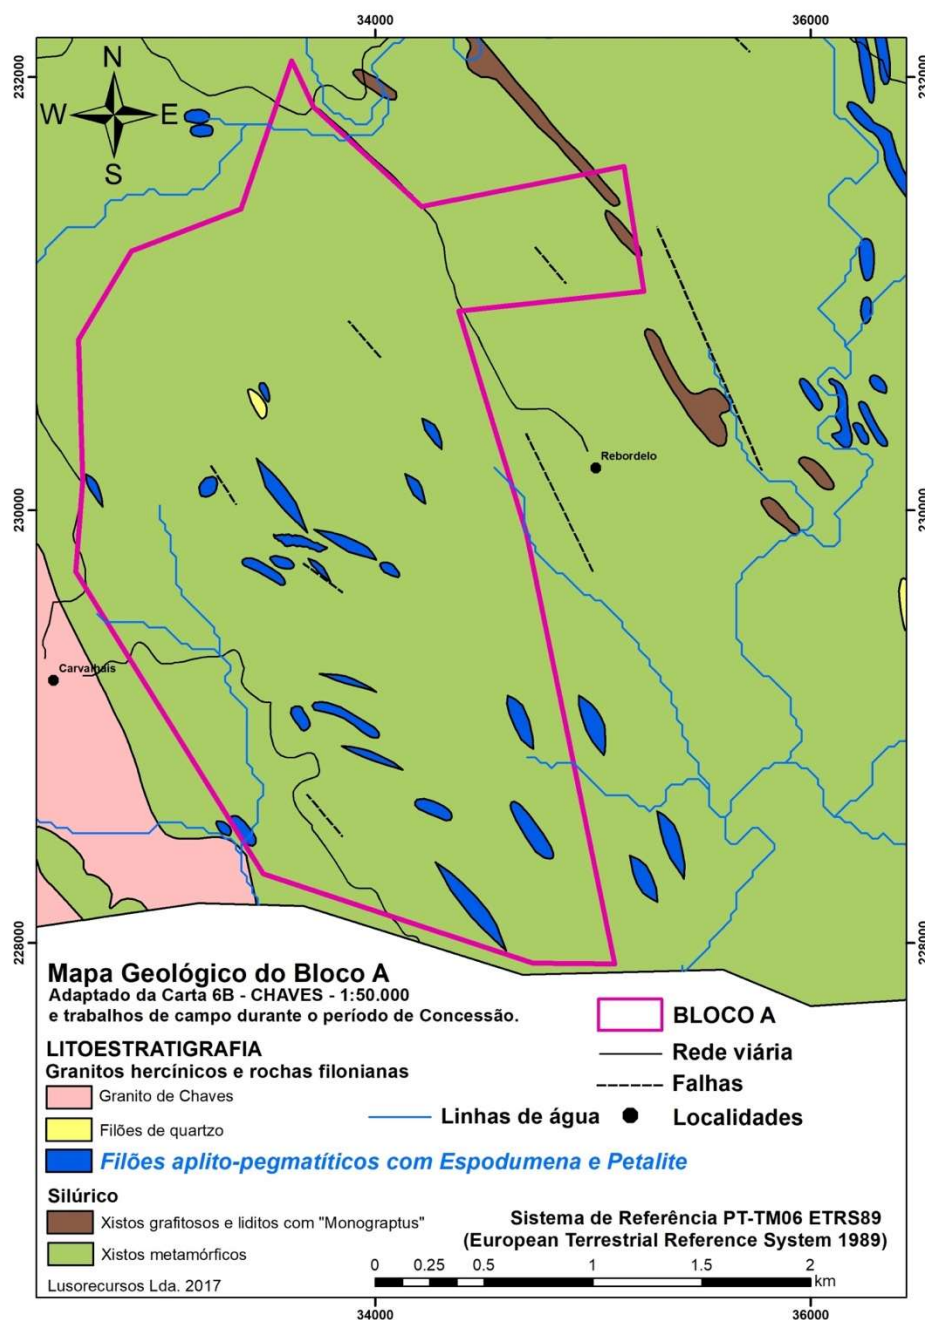 34000
36000
232000
232000
N
W
E
S
Rebordelo
230000
230000
Carvalhais
228000
228000
Mapa Geológico do Bloco A
Adaptado da Carta 6B - CHAVES - 1:50.000
e trabalhos de campo durante o período de Concessão.
BLOCO A
LITOESTRATIGRAFIA
Rede viária
Granitos hercínicos e rochas filonianas
Falhas
Granito de Chaves
Linhas de água
Localidades
Filões de quartzo
Filões aplito-pegmatíticos com Espodumena e Petalite
Silúrico
Xistos grafitosos e liditos com "Monograptus"
Sistema de Referência PT-TM06 ETRS89
(European Terrestrial Reference System 1989)
Xistos metamórficos
0 0.25 0.5 1 1.5 2
km
Lusorecursos Lda. 2017
34000
36000